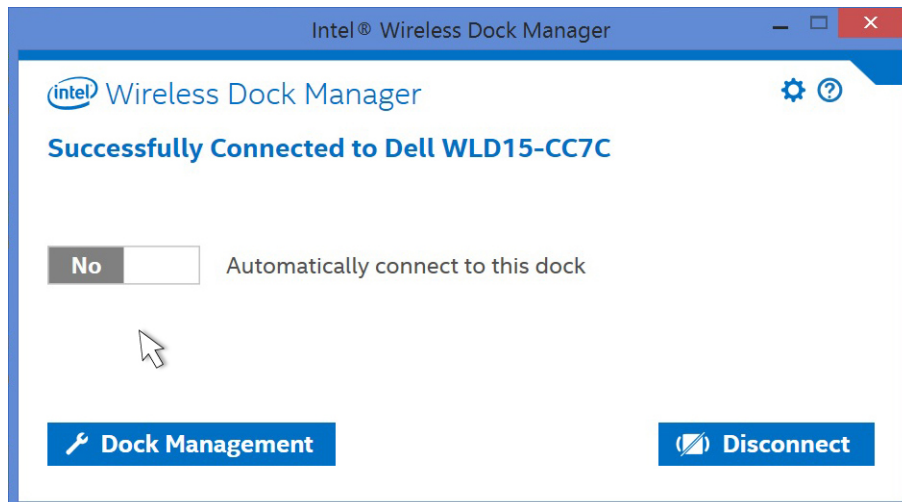 Intel® Wireless Dock Manager
intel Wireless Dock Manager
Successfully Connected to Dell WLD15-CC7C
No Automatically connect to this dock
Dock Management Disconnect